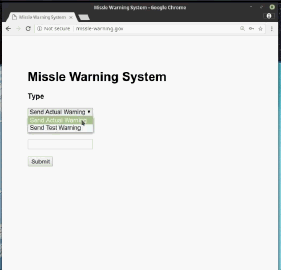 Missle Warning System - Google Chrome
Missle Warning System
Not secure | missle-warning.gov
Missle Warning System
Type
Send Actual Warning
Send Actual Warning
Send Test Warning
Submit